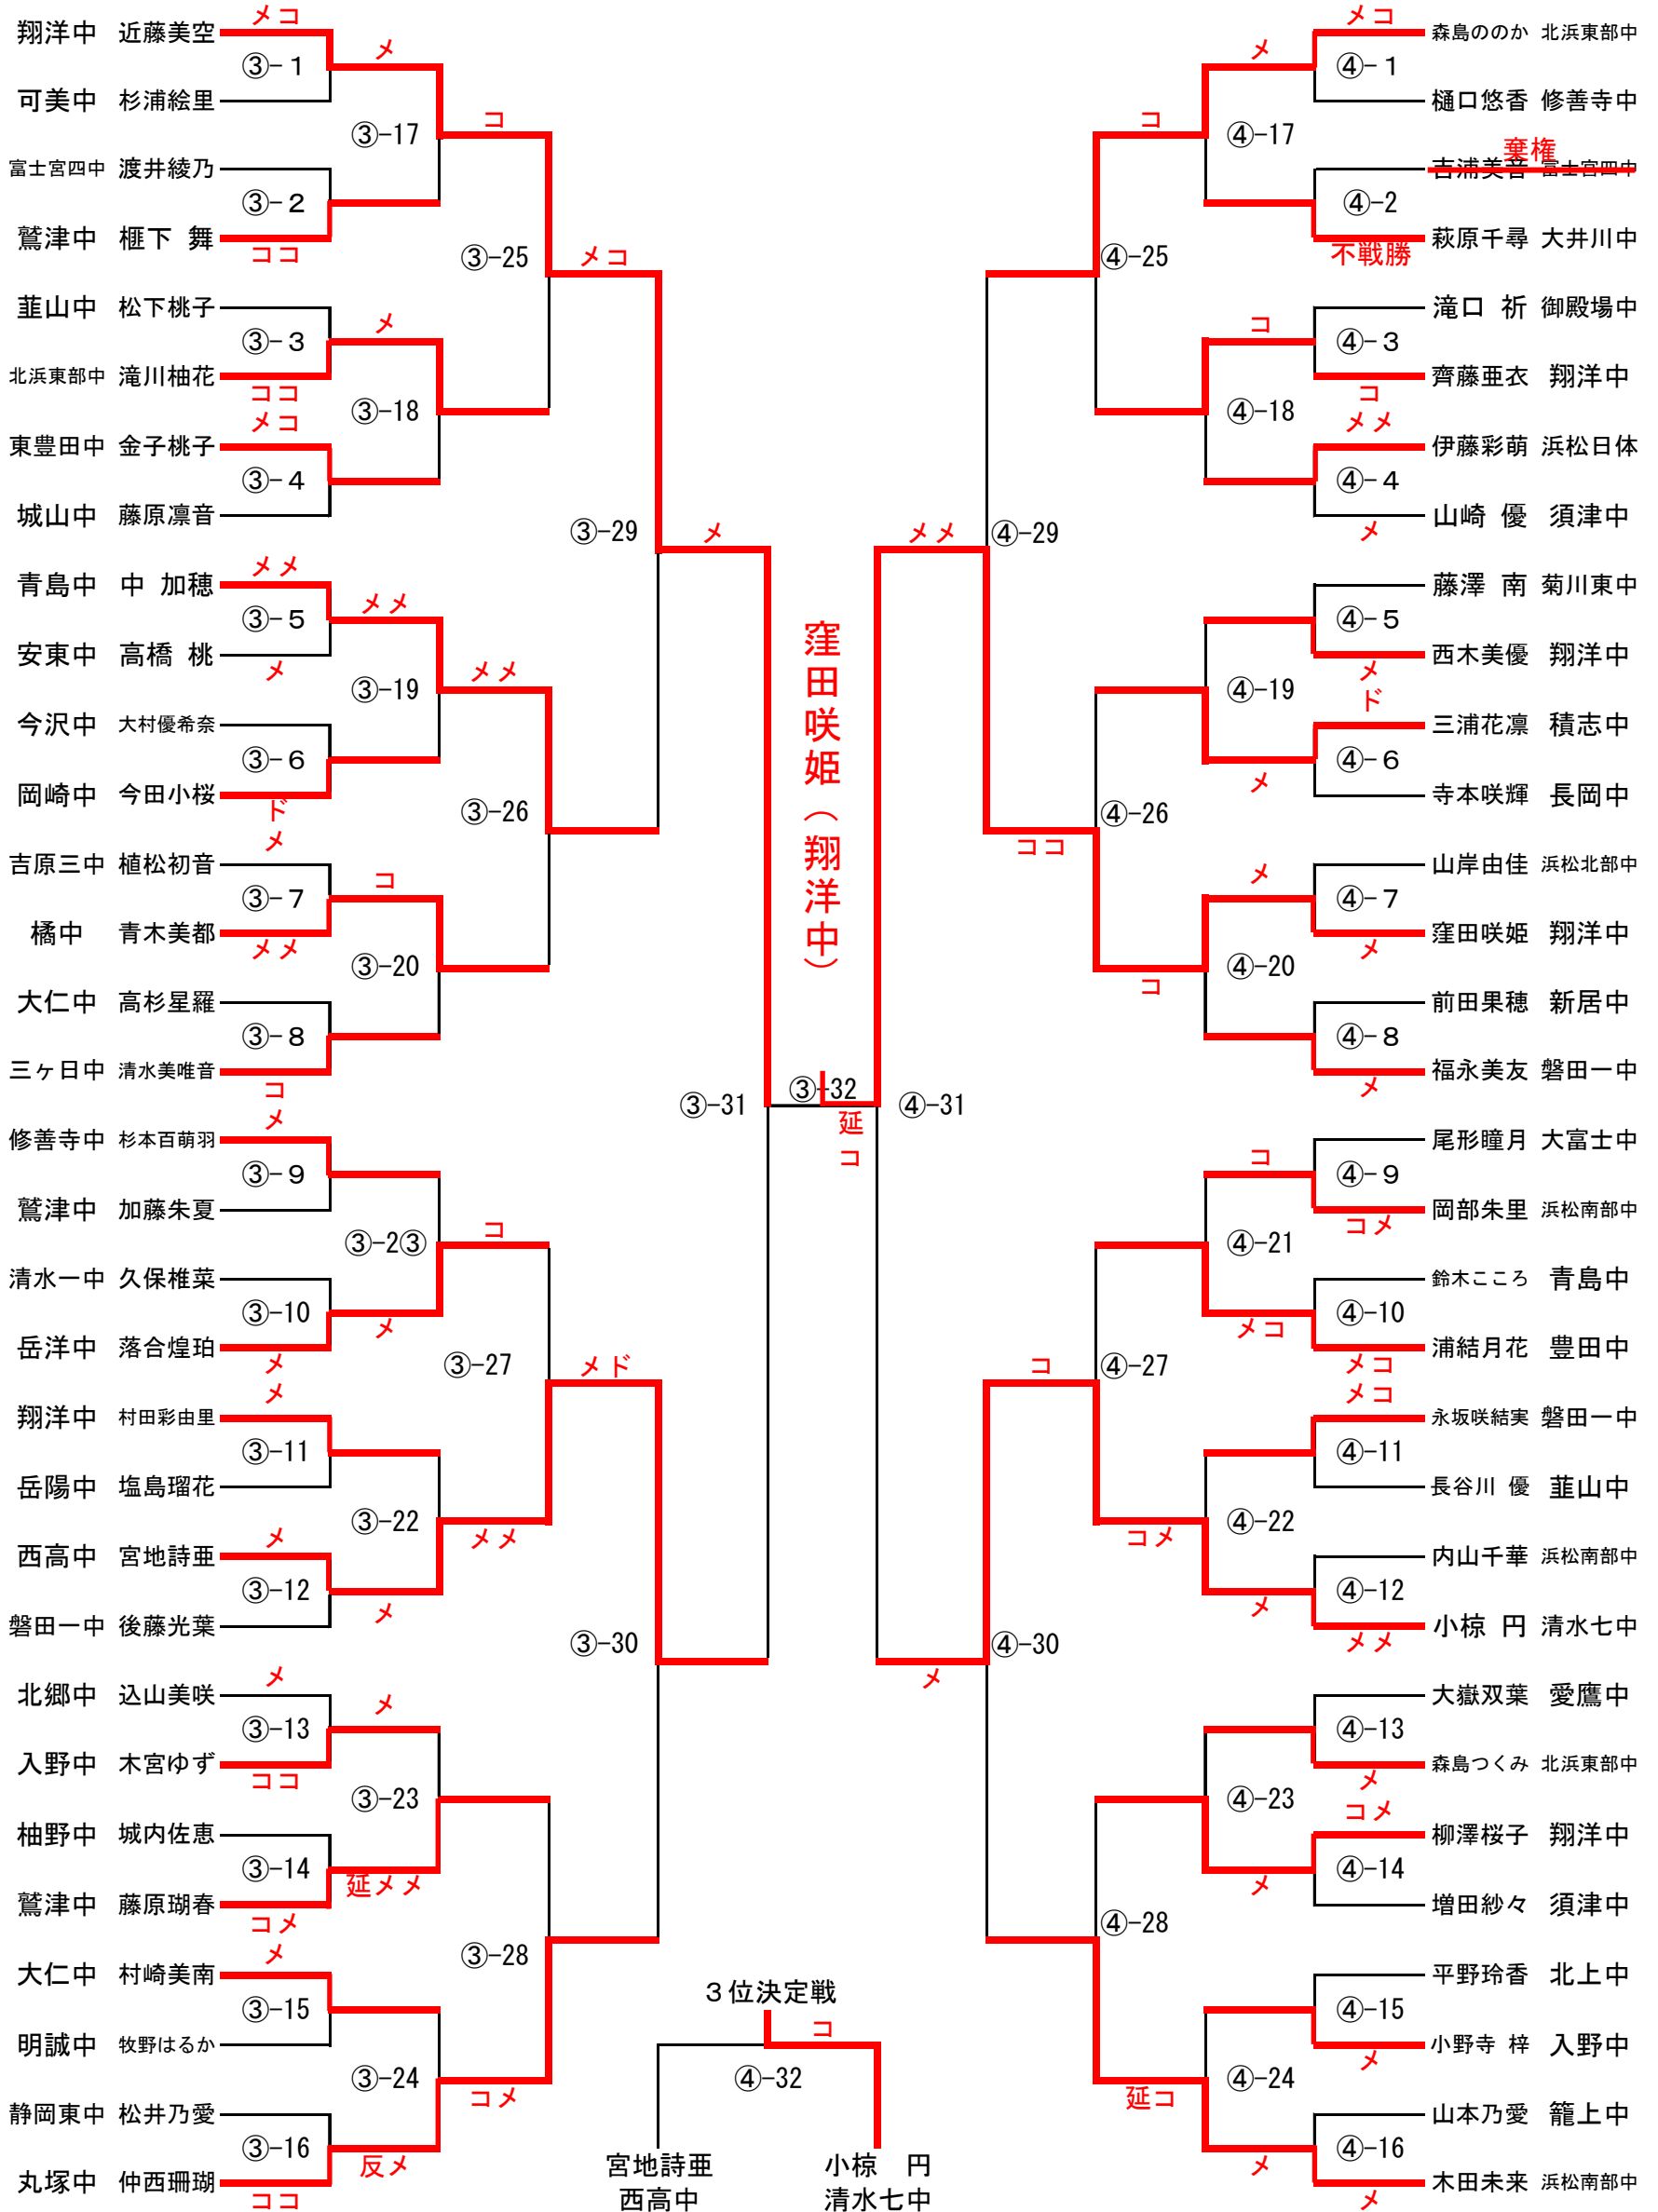 メコ
翔洋中 近藤美空
③-1
メ
可美中 杉浦絵里
③-17
コ
富士宮四中 渡井綾乃
③-2
鷲津中 榧下 舞
ココ
③-25
メコ
韮山中 松下桃子
③-3
メ
北浜東部中 滝川柚花
ココ
③-18
メコ
東豊田中 金子桃子
③-4
城山中 藤原凛音
③-29
メ
メメ
青島中 中 加穂
③-5
メメ
安東中 高橋 桃
メ
③-19
メメ
今沢中 大村優希奈
③-6
岡崎中 今田小桜
ド
③-26
メ
吉原三中 植松初音
③-7
コ
橘中 青木美都
メメ
③-20
大仁中 高杉星羅
③-8
三ヶ日中 清水美唯音
コ
③-31
メ
修善寺中 杉本百萌羽
③-9
鷲津中 加藤朱夏
③-2③
コ
清水一中 久保椎菜
③-10
メ
岳洋中 落合煌珀
メ
③-27
メド
メ
翔洋中 村田彩由里
③-11
岳陽中 塩島瑠花
③-22
メメ
メ
西高中 宮地詩亜
③-12
メ
磐田一中 後藤光葉
③-30
メ
北郷中 込山美咲
③-13
メ
入野中 木宮ゆず
ココ
③-23
柚野中 城内佐恵
③-14
延メメ
鷲津中 藤原瑚春
コメ
③-28
メ
大仁中 村崎美南
③-15
明誠中 牧野はるか
③-24
コメ
静岡東中 松井乃愛
③-16
反メ
丸塚中 仲西珊瑚
ココ
窪田咲姫（翔洋中）
③-32
延
コ
3位決定戦
コ
④-32
宮地詩亜
西高中
小椋 円
清水七中
メコ
森島ののか 北浜東部中
メ
④-1
樋口悠香 修善寺中
コ
④-17
棄権
吉浦美音 富士宮四中
④-2
萩原千尋 大井川中
不戦勝
④-25
滝口 祈 御殿場中
コ
④-3
齊藤亜衣 翔洋中
コ
④-18
メメ
伊藤彩萌 浜松日体
④-4
山崎 優 須津中
メ
メメ
④-29
藤澤 南 菊川東中
④-5
西木美優 翔洋中
メ
④-19
ド
三浦花凛 積志中
④-6
メ
寺本咲輝 長岡中
④-26
ココ
山岸由佳 浜松北部中
メ
④-7
窪田咲姫 翔洋中
メ
④-20
コ
前田果穂 新居中
④-8
福永美友 磐田一中
メ
④-31
尾形瞳月 大富士中
コ
④-9
岡部朱里 浜松南部中
コメ
④-21
鈴木こころ 青島中
④-10
メコ
浦結月花 豊田中
メコ
コ
④-27
メコ
永坂咲結実 磐田一中
④-11
長谷川 優 韮山中
④-22
コメ
内山千華 浜松南部中
④-12
メ
小椋 円 清水七中
メメ
④-30
メ
大嶽双葉 愛鷹中
④-13
森島つくみ 北浜東部中
メ
④-23
コメ
柳澤桜子 翔洋中
④-14
メ
増田紗々 須津中
④-28
平野玲香 北上中
④-15
小野寺 梓 入野中
メ
④-24
延コ
山本乃愛 籠上中
④-16
メ
木田未来 浜松南部中
メ